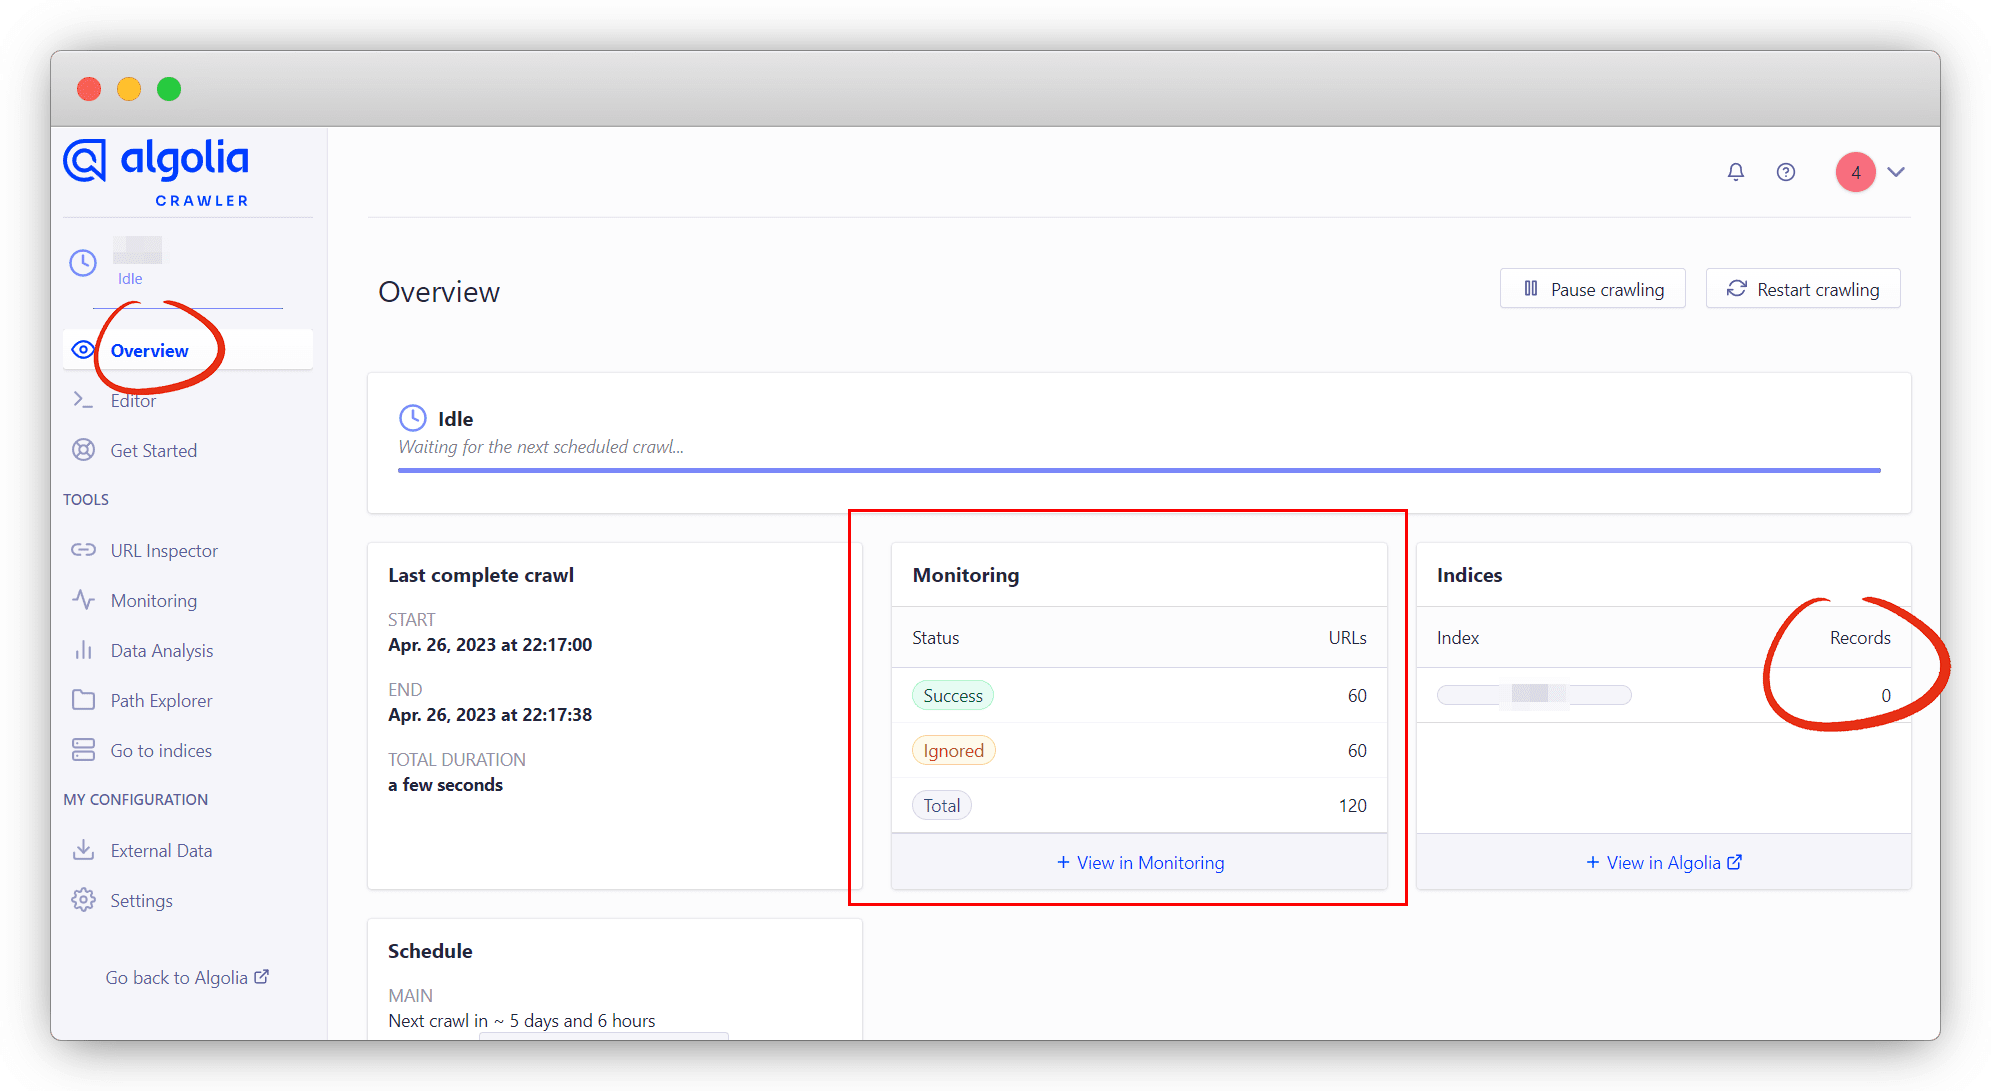 algolia
CRAWLER
Idle
Overview
Editor
Get Started
TOOLS
URL Inspector
Monitoring
Data Analysis
Path Explorer
Go to indices
MY CONFIGURATION
External Data
Settings
Go back to Algolia
4
Overview
Pause crawling
Restart crawling
Idle
Waiting for the next scheduled crawl...
Last complete crawl
START
Apr. 26, 2023 at 22:17:00
END
Apr. 26, 2023 at 22:17:38
TOTAL DURATION
a few seconds
Monitoring
Status URLs
Success 60
Ignored 60
Total 120
+ View in Monitoring
Indices
Index Records
0
+ View in Algolia
Schedule
MAIN
Next crawl in ~ 5 days and 6 hours